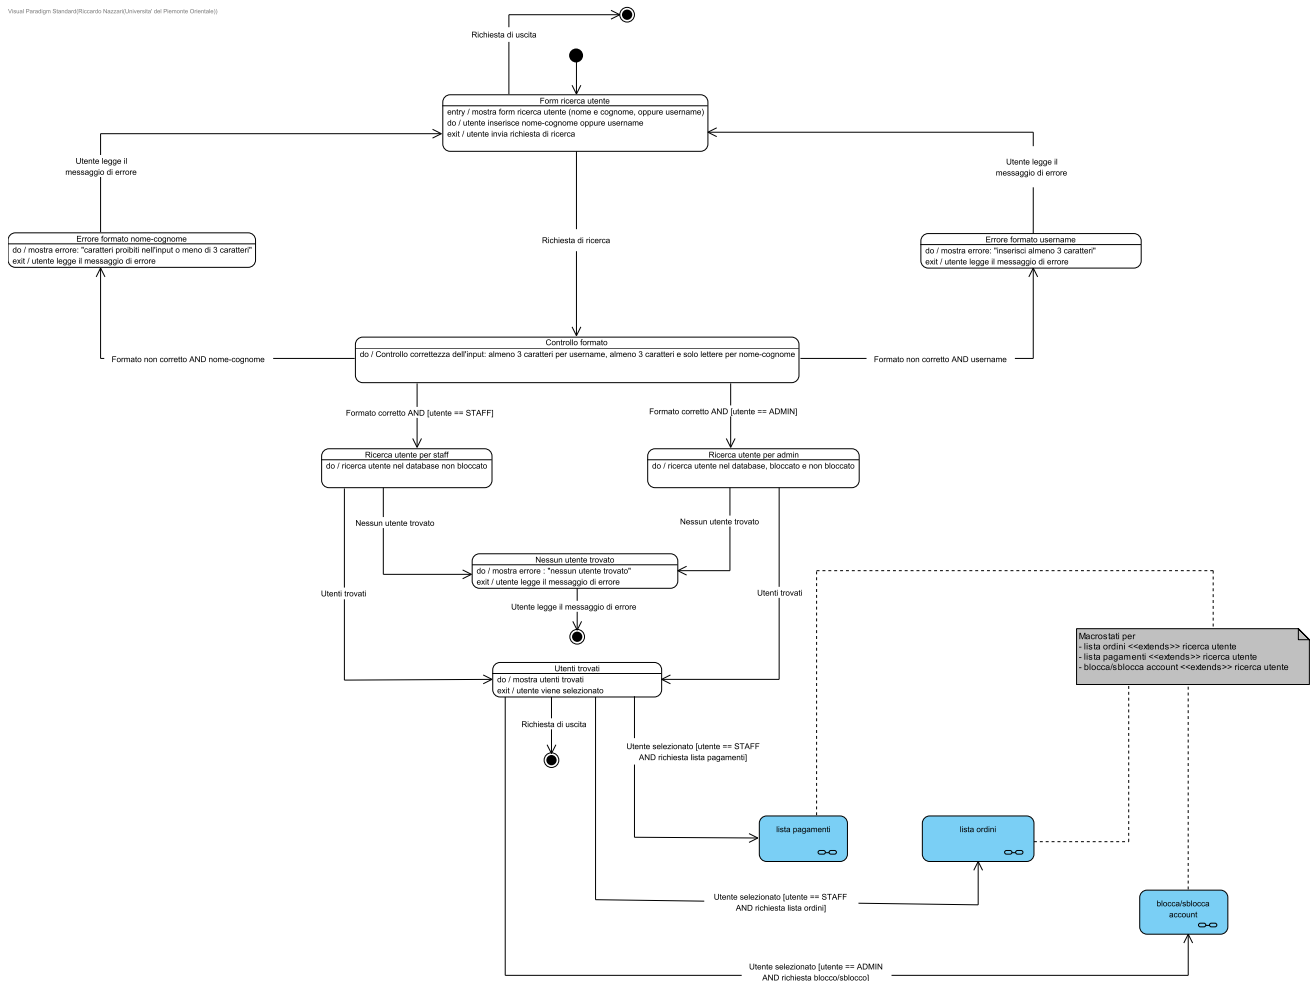 Visual Paradigm Standard(Riccardo Nazzari(Universita' del Piemonte Orientale))
Richiesta di uscita
Form ricerca utente
entry / mostra form ricerca utente (nome e cognome, oppure username)
do / utente inserisce nome-cognome oppure username
exit / utente invia richiesta di ricerca
Utente legge il
messaggio di errore
Utente legge il
messaggio di errore
Errore formato nome-cognome
do / mostra errore: "caratteri proibiti nell'input o meno di 3 caratteri"
exit / utente legge il messaggio di errore
Richiesta di ricerca
Errore formato username
do / mostra errore: "inserisci almeno 3 caratteri"
exit / utente legge il messaggio di errore
Controllo formato
do / Controllo correttezza dell'input: almeno 3 caratteri per username, almeno 3 caratteri e solo lettere per nome-cognome
Formato non corretto AND nome-cognome
Formato non corretto AND username
Formato corretto AND [utente == STAFF]
Formato corretto AND [utente == ADMIN]
Ricerca utente per staff
do / ricerca utente nel database non bloccato
Ricerca utente per admin
do / ricerca utente nel database, bloccato e non bloccato
Nessun utente trovato
Nessun utente trovato
Nessun utente trovato
do / mostra errore : "nessun utente trovato"
exit / utente legge il messaggio di errore
Utenti trovati
Utenti trovati
Utente legge il messaggio di errore
Macrostati per
- lista ordini <<extends>> ricerca utente
- lista pagamenti <<extends>> ricerca utente
- blocca/sblocca account <<extends>> ricerca utente
Utenti trovati
do / mostra utenti trovati
exit / utente viene selezionato
Richiesta di uscita
Utente selezionato [utente == STAFF
AND richiesta lista pagamenti]
lista pagamenti
lista ordini
Utente selezionato [utente == STAFF
AND richiesta lista ordini]
blocca/sblocca
account
Utente selezionato [utente == ADMIN
AND richiesta blocco/sblocco]